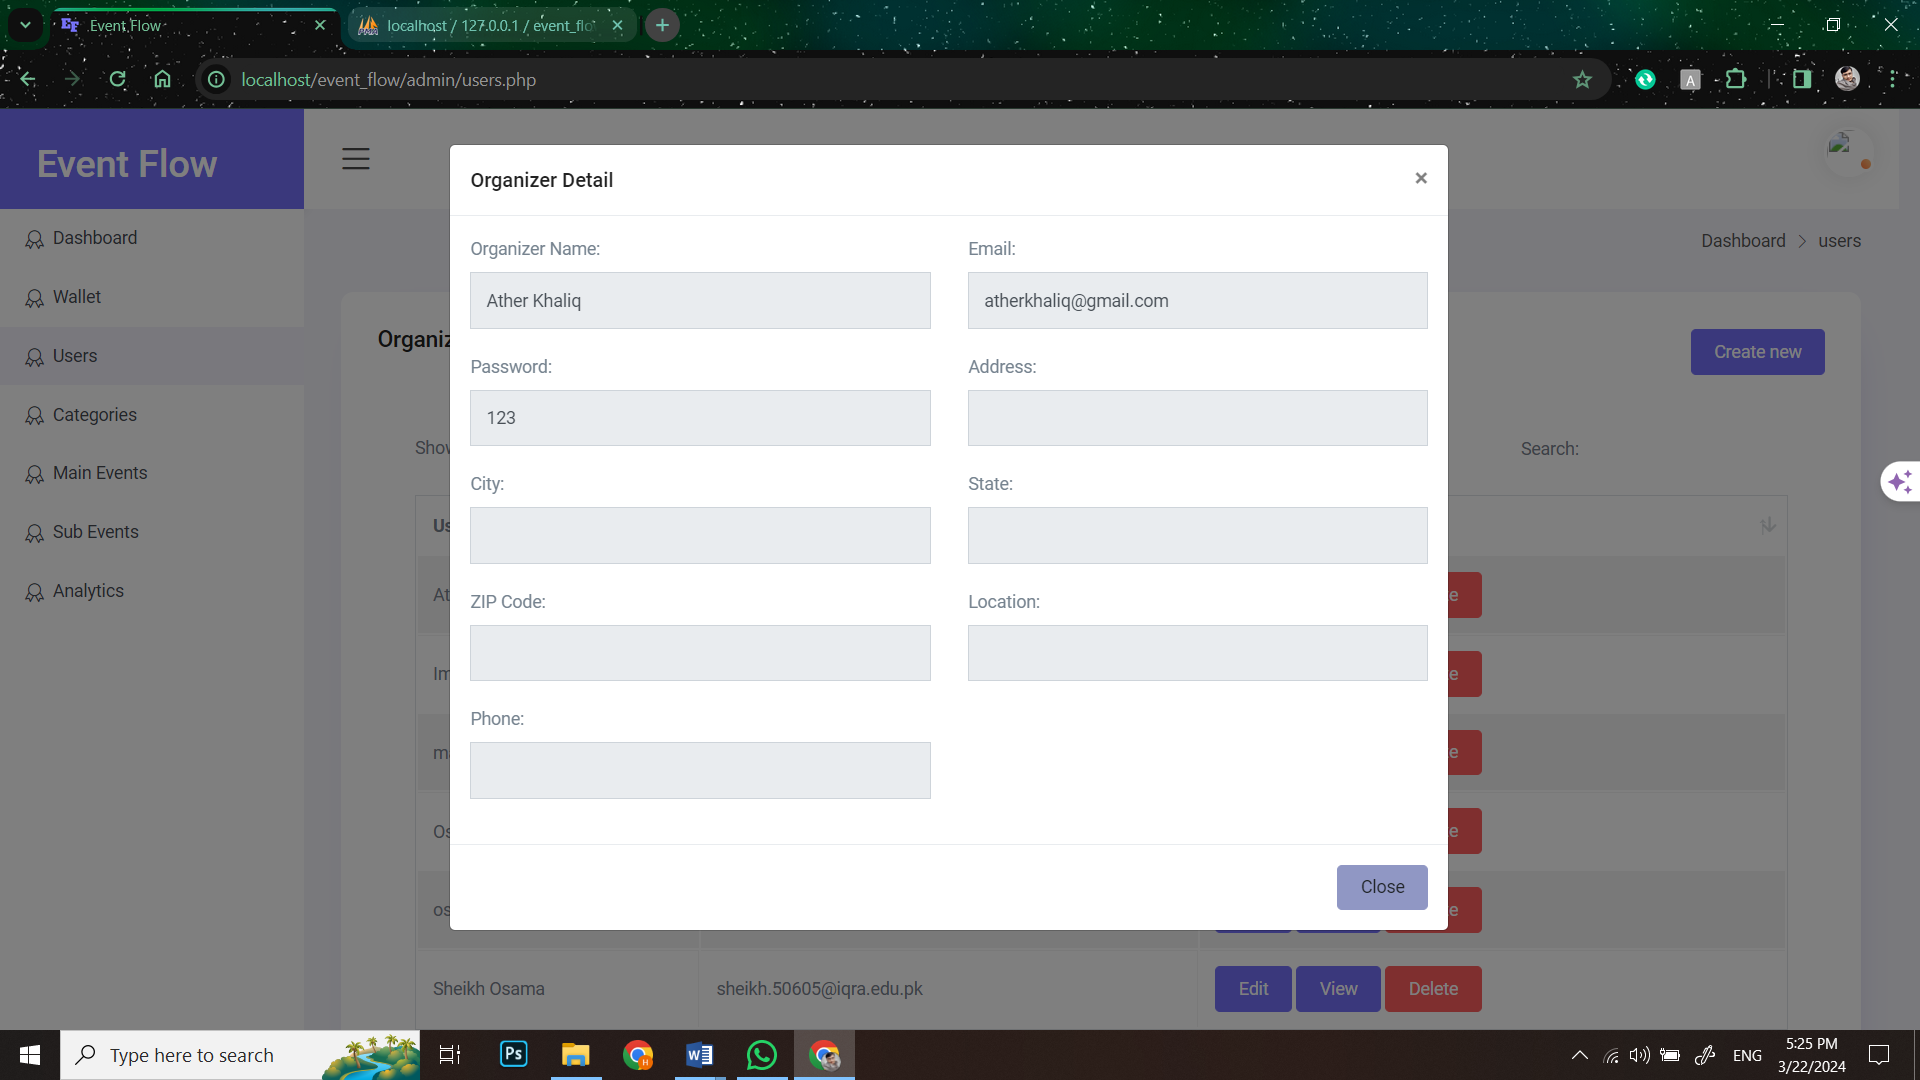 Event Flow
localhost / 127.0.0.1 / event_flo
localhost/event_flow/admin/users.php
A
Event Flow
Dashboard
Wallet
Users
Categories
Main Events
Sub Events
Analytics
Dashboard > users
Create new
Search:
Organizer Detail
×
Organizer Name:
Email:
Ather Khaliq
atherkhaliq@gmail.com
Password:
Address:
123
City:
State:
ZIP Code:
Location:
Phone:
Close
Sheikh Osama
sheikh.50605@iqra.edu.pk
Edit
View
Delete
Type here to search
Ps
ENG
5:25 PM
3/22/2024